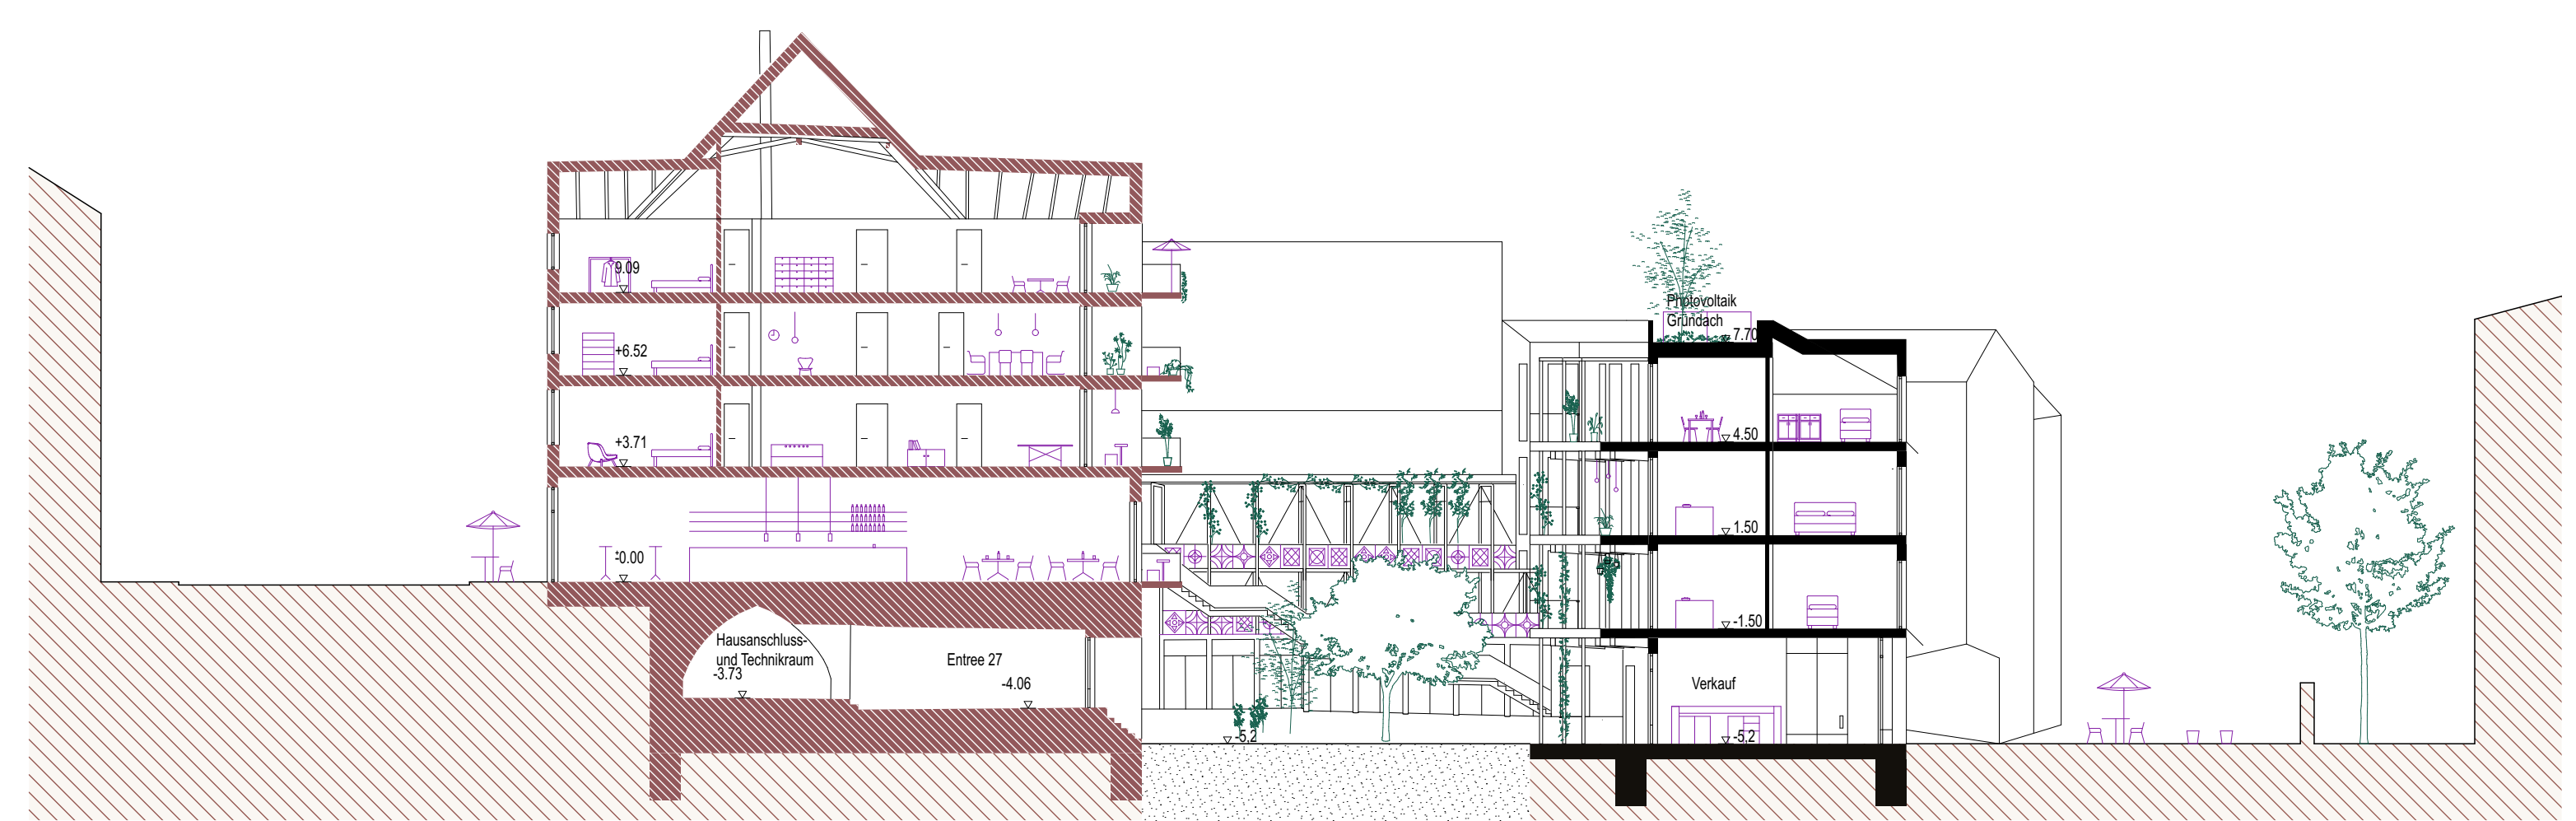 9.09
+6.52
+3.71
-0.00
Hausanschluss-
und Technikraum
-3.73
Entree 27
-4.06
-5,2
Photovoltaik
Gründach
7.70
4.50
1.50
-1.50
Verkauf
-5,2